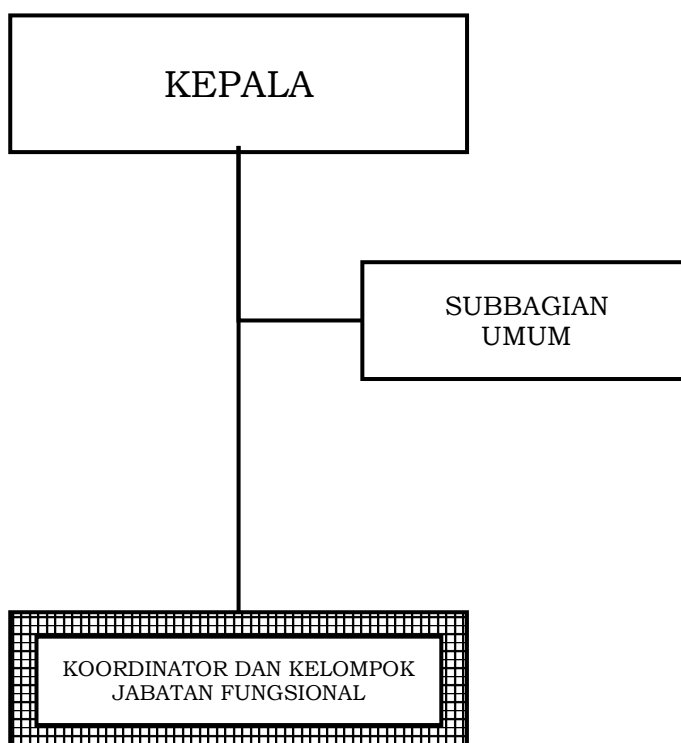 KEPALA
SUBBAGIAN
UMUM
KOORDINATOR DAN KELOMPOK
JABATAN FUNGSIONAL